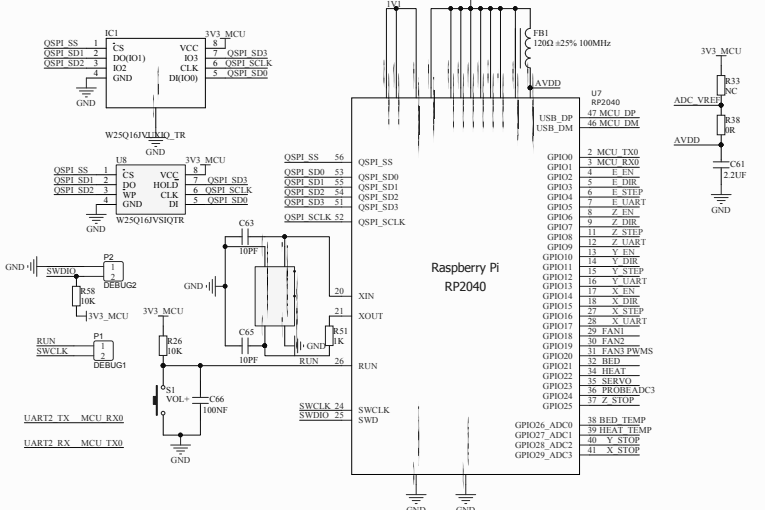 1V1
IC1
3V3_MCU
QSPI_SS 1 CS VCC 8
QSPI_SD1 2 DO(IO1) IO3 7 QSPI_SD3
QSPI_SD2 3 IO2 CLK 6 QSPI_SCLK
4 GND DI(IO0) 5 QSPI_SD0
GND
W25Q16JVUXIQ_TR
GND
FB1
120Ω ±25% 100MHz
AVDD
U8
3V3_MCU
QSPI_SS 1 CS VCC 8
QSPI_SD1 2 DO HOLD 7 QSPI_SD3
QSPI_SD2 3 WP CLK 6 QSPI_SCLK
4 GND DI 5 QSPI_SD0
GND
W25Q16JVSIQTR
GND
SWDIO
P2
1
2
DEBUG2
R58
10K
3V3_MCU
RUN
SWCLK
P1
1
2
DEBUG1
3V3_MCU
R26
10K
S1
VOL+
C66
100NF
GND
UART2_TX MCU_RX0
UART2_RX MCU_TX0
C63
10PF
GND
C65
10PF
GND
R51
1K
RUN
U7
RP2040
Raspberry Pi
RP2040
QSPI_SS 56 QSPI_SS
QSPI_SD0 53 QSPI_SD0
QSPI_SD1 55 QSPI_SD1
QSPI_SD2 54 QSPI_SD2
QSPI_SD3 51 QSPI_SD3
QSPI_SCLK 52 QSPI_SCLK
20 XIN
21 XOUT
26 RUN
SWCLK 24 SWCLK
SWDIO 25 SWD
USB_DP 47 MCU_DP
USB_DM 46 MCU_DM
GPIO0 2 MCU_TX0
GPIO1 3 MCU_RX0
GPIO2 4 E_EN
GPIO3 5 E_DIR
GPIO4 6 E_STEP
GPIO5 7 E_UART
GPIO6 8 Z_EN
GPIO7 9 Z_DIR
GPIO8 11 Z_STEP
GPIO9 12 Z_UART
GPIO10 13 Y_EN
GPIO11 14 Y_DIR
GPIO12 15 Y_STEP
GPIO13 16 Y_UART
GPIO14 17 X_EN
GPIO15 18 X_DIR
GPIO16 27 X_STEP
GPIO17 28 X_UART
GPIO18 29 FAN1
GPIO19 30 FAN2
GPIO20 31 FAN3 PWMS
GPIO21 32 BED
GPIO22 34 HEAT
GPIO23 35 SERVO
GPIO24 36 PROBEADC3
GPIO25 37 Z_STOP
GPIO26_ADC0 38 BED_TEMP
GPIO27_ADC1 39 HEAT_TEMP
GPIO28_ADC2 40 Y_STOP
GPIO29_ADC3 41 X_STOP
GND
GND
3V3_MCU
R33
NC
ADC_VREF
R38
0R
AVDD
C61
2.2UF
GND